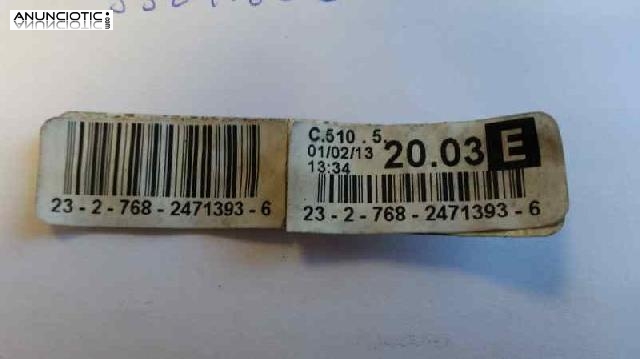 ANUNCIOTIC.com
C.510 . 5.
01/02/13
13:34
20.03 E
23 - 2 - 768 - 2471393 - 6
23 - 2 - 768 - 2471393 - 6